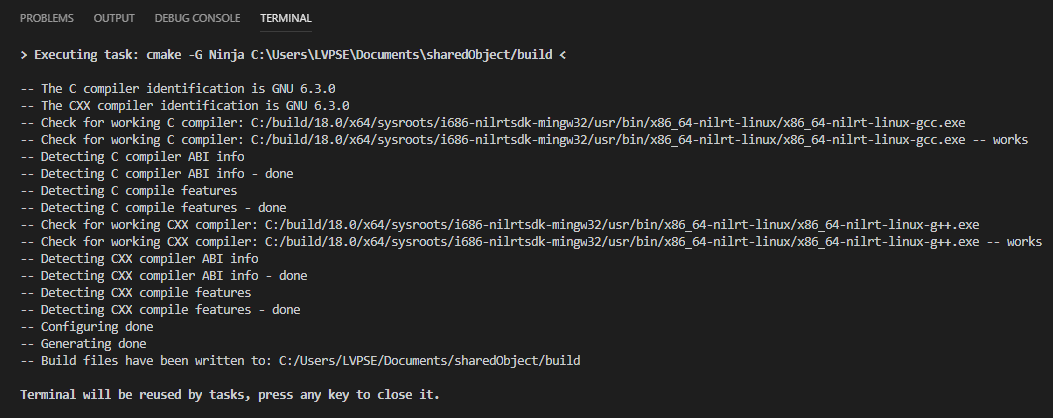 PROBLEMS OUTPUT DEBUG CONSOLE TERMINAL
> Executing task: cmake -G Ninja C:\Users\LVPSE\Documents\sharedObject/build <
-- The C compiler identification is GNU 6.3.0
-- The CXX compiler identification is GNU 6.3.0
-- Check for working C compiler: C:/build/18.0/x64/sysroots/i686-nilrtsdk-mingw32/usr/bin/x86_64-nilrt-linux/x86_64-nilrt-linux-gcc.exe
-- Check for working C compiler: C:/build/18.0/x64/sysroots/i686-nilrtsdk-mingw32/usr/bin/x86_64-nilrt-linux/x86_64-nilrt-linux-gcc.exe -- works
-- Detecting C compiler ABI info
-- Detecting C compiler ABI info - done
-- Detecting C compile features
-- Detecting C compile features - done
-- Check for working CXX compiler: C:/build/18.0/x64/sysroots/i686-nilrtsdk-mingw32/usr/bin/x86_64-nilrt-linux/x86_64-nilrt-linux-g++.exe
-- Check for working CXX compiler: C:/build/18.0/x64/sysroots/i686-nilrtsdk-mingw32/usr/bin/x86_64-nilrt-linux/x86_64-nilrt-linux-g++.exe -- works
-- Detecting CXX compiler ABI info
-- Detecting CXX compiler ABI info - done
-- Detecting CXX compile features
-- Detecting CXX compile features - done
-- Configuring done
-- Generating done
-- Build files have been written to: C:/Users/LVPSE/Documents/sharedObject/build
Terminal will be reused by tasks, press any key to close it.